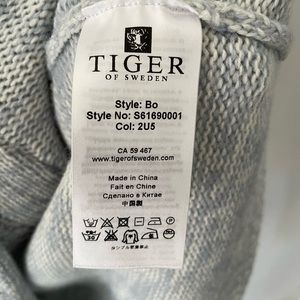 TIGER
OF SWEDEN
Style: Bo
Style No: S61690001
Col: 2U5
CA 59 467
www.tigerofsweden.com
Made in China
Fait en Chine
Сделано в Китае
中国製